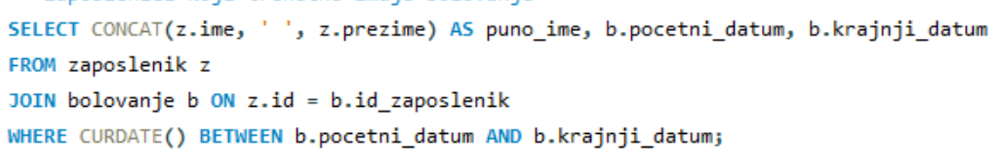 SELECT CONCAT(z.ime, ' ', z.prezime) AS puno_ime, b.pocetni_datum, b.krajnji_datum
FROM zaposlenik z
JOIN bolovanje b ON z.id = b.id_zaposlenik
WHERE CURDATE() BETWEEN b.pocetni_datum AND b.krajnji_datum;